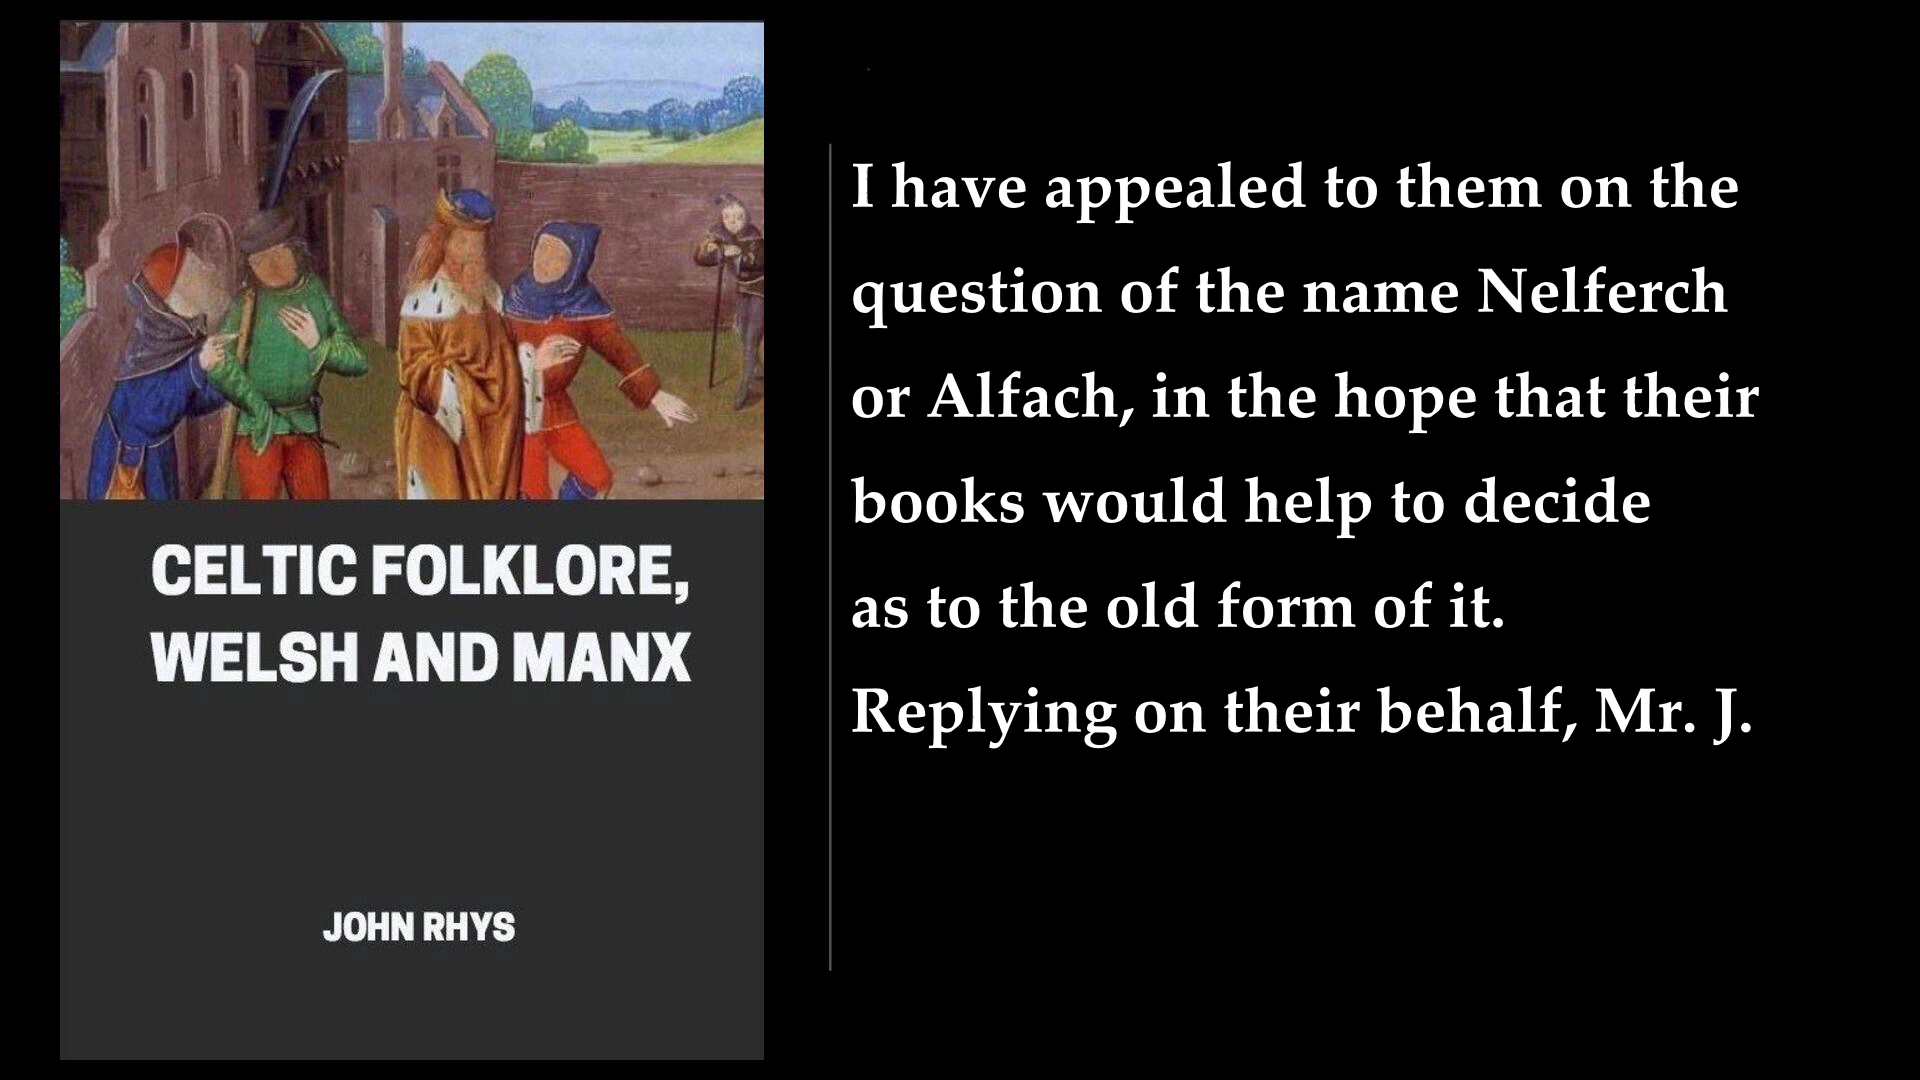 CELTIC FOLKLORE,
WELSH AND MANX
JOHN RHYS
I have appealed to them on the
question of the name Nelferch
or Alfach, in the hope that their
books would help to decide
as to the old form of it.
Replying on their behalf, Mr. J.